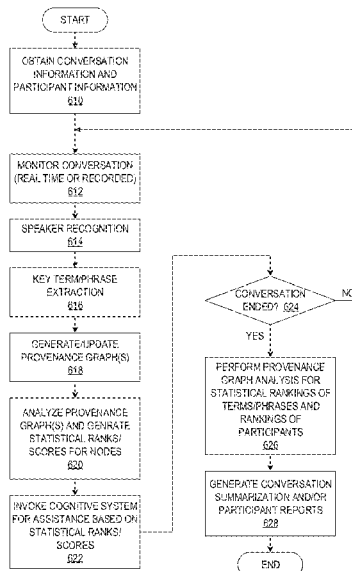 START
OBTAIN CONVERSATION
INFORMATION AND
PARTICIPANT INFORMATION
610
MONITOR CONVERSATION
(REAL TIME OR RECORDED)
612
SPEAKER RECOGNITION
614
KEY TERM/PHRASE
EXTRACTION
616
GENERATE/UPDATE
PROVENANCE GRAPH(S)
618
ANALYZE PROVENANCE
GRAPH(S) AND GENRATE
STATISTICAL RANKS/
SCORES FOR NODES
620
INVOKE COGNITIVE SYSTEM
FOR ASSISTANCE BASED ON
STATISTICAL RANKS/
SCORES
622
CONVERSATION
ENDED? 624
NO
YES
PERFORM PROVENANCE
GRAPH ANALYSIS FOR
STATISTICAL RANKINGS OF
TERMS/PHRASES AND
RANKINGS OF
PARTICIPANTS
626
GENERATE CONVERSATION
SUMMARIZATION AND/OR
PARTICIPANT REPORTS
628
END